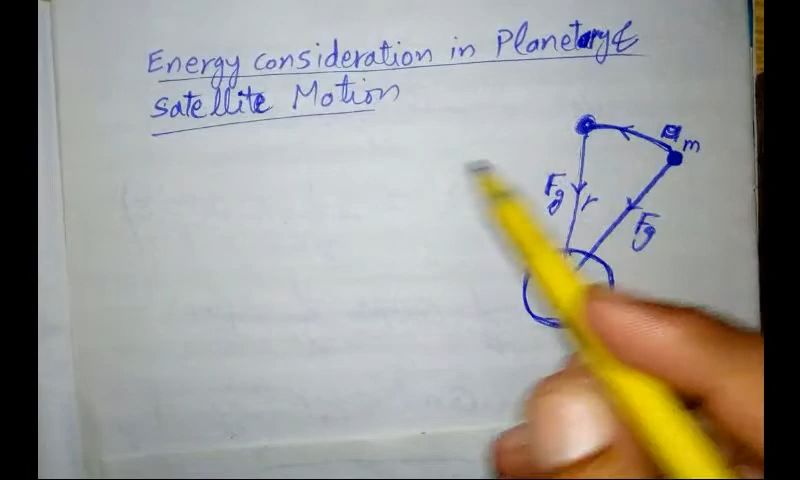 Energy consideration in Planetary &
satellite Motion
m
Fg
r
Fg